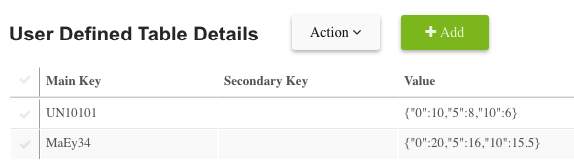 User Defined Table Details Action Add
Main Key Secondary Key Value
UN10101 {"0":10,"5":8,"10":6}
MaEy34 {"0":20,"5":16,"10":15.5}